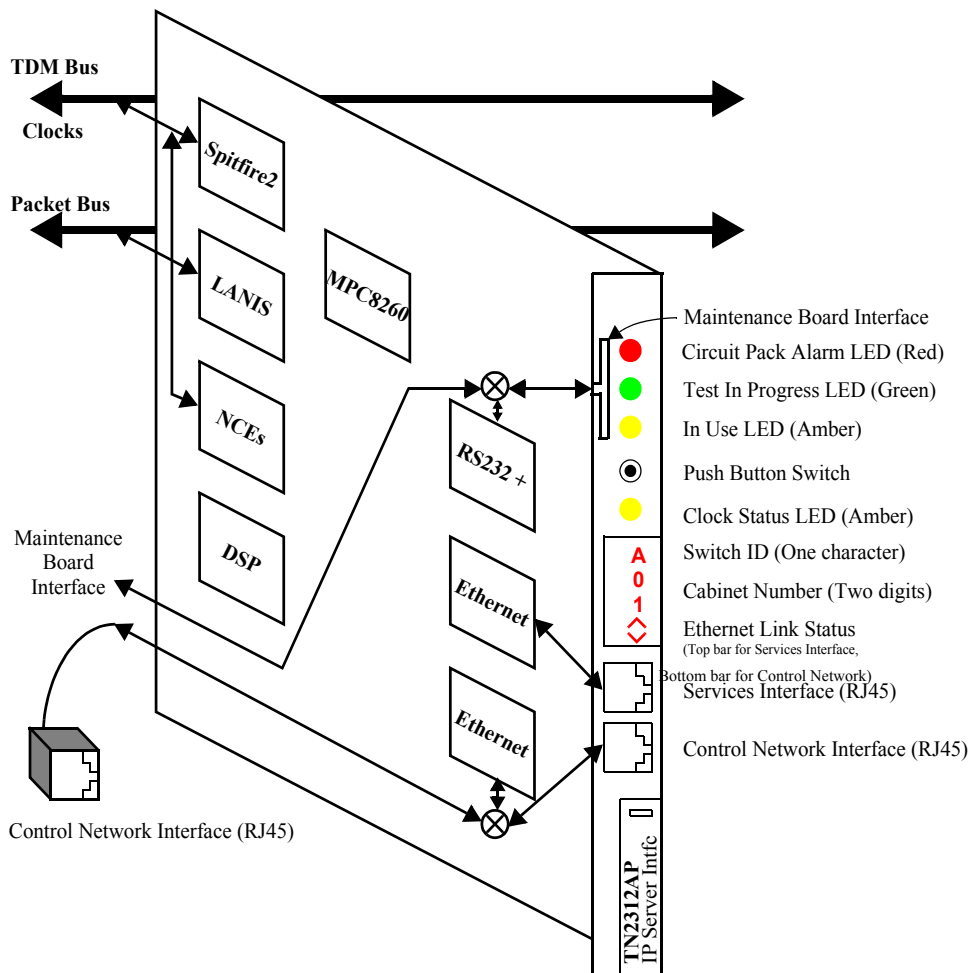 TDM Bus
Clocks
Packet Bus
Spitfire2
LANIS
MPC8260
NCEs
RS232 +
DSP
Ethernet
Ethernet
Maintenance
Board
Interface
Control Network Interface (RJ45)
Maintenance Board Interface
Circuit Pack Alarm LED (Red)
Test In Progress LED (Green)
In Use LED (Amber)
Push Button Switch
Clock Status LED (Amber)
A
0
1
Switch ID (One character)
Cabinet Number (Two digits)
Ethernet Link Status
(Top bar for Services Interface,
Bottom bar for Control Network)
Services Interface (RJ45)
Control Network Interface (RJ45)
TN2312AP
IP Server Intfc